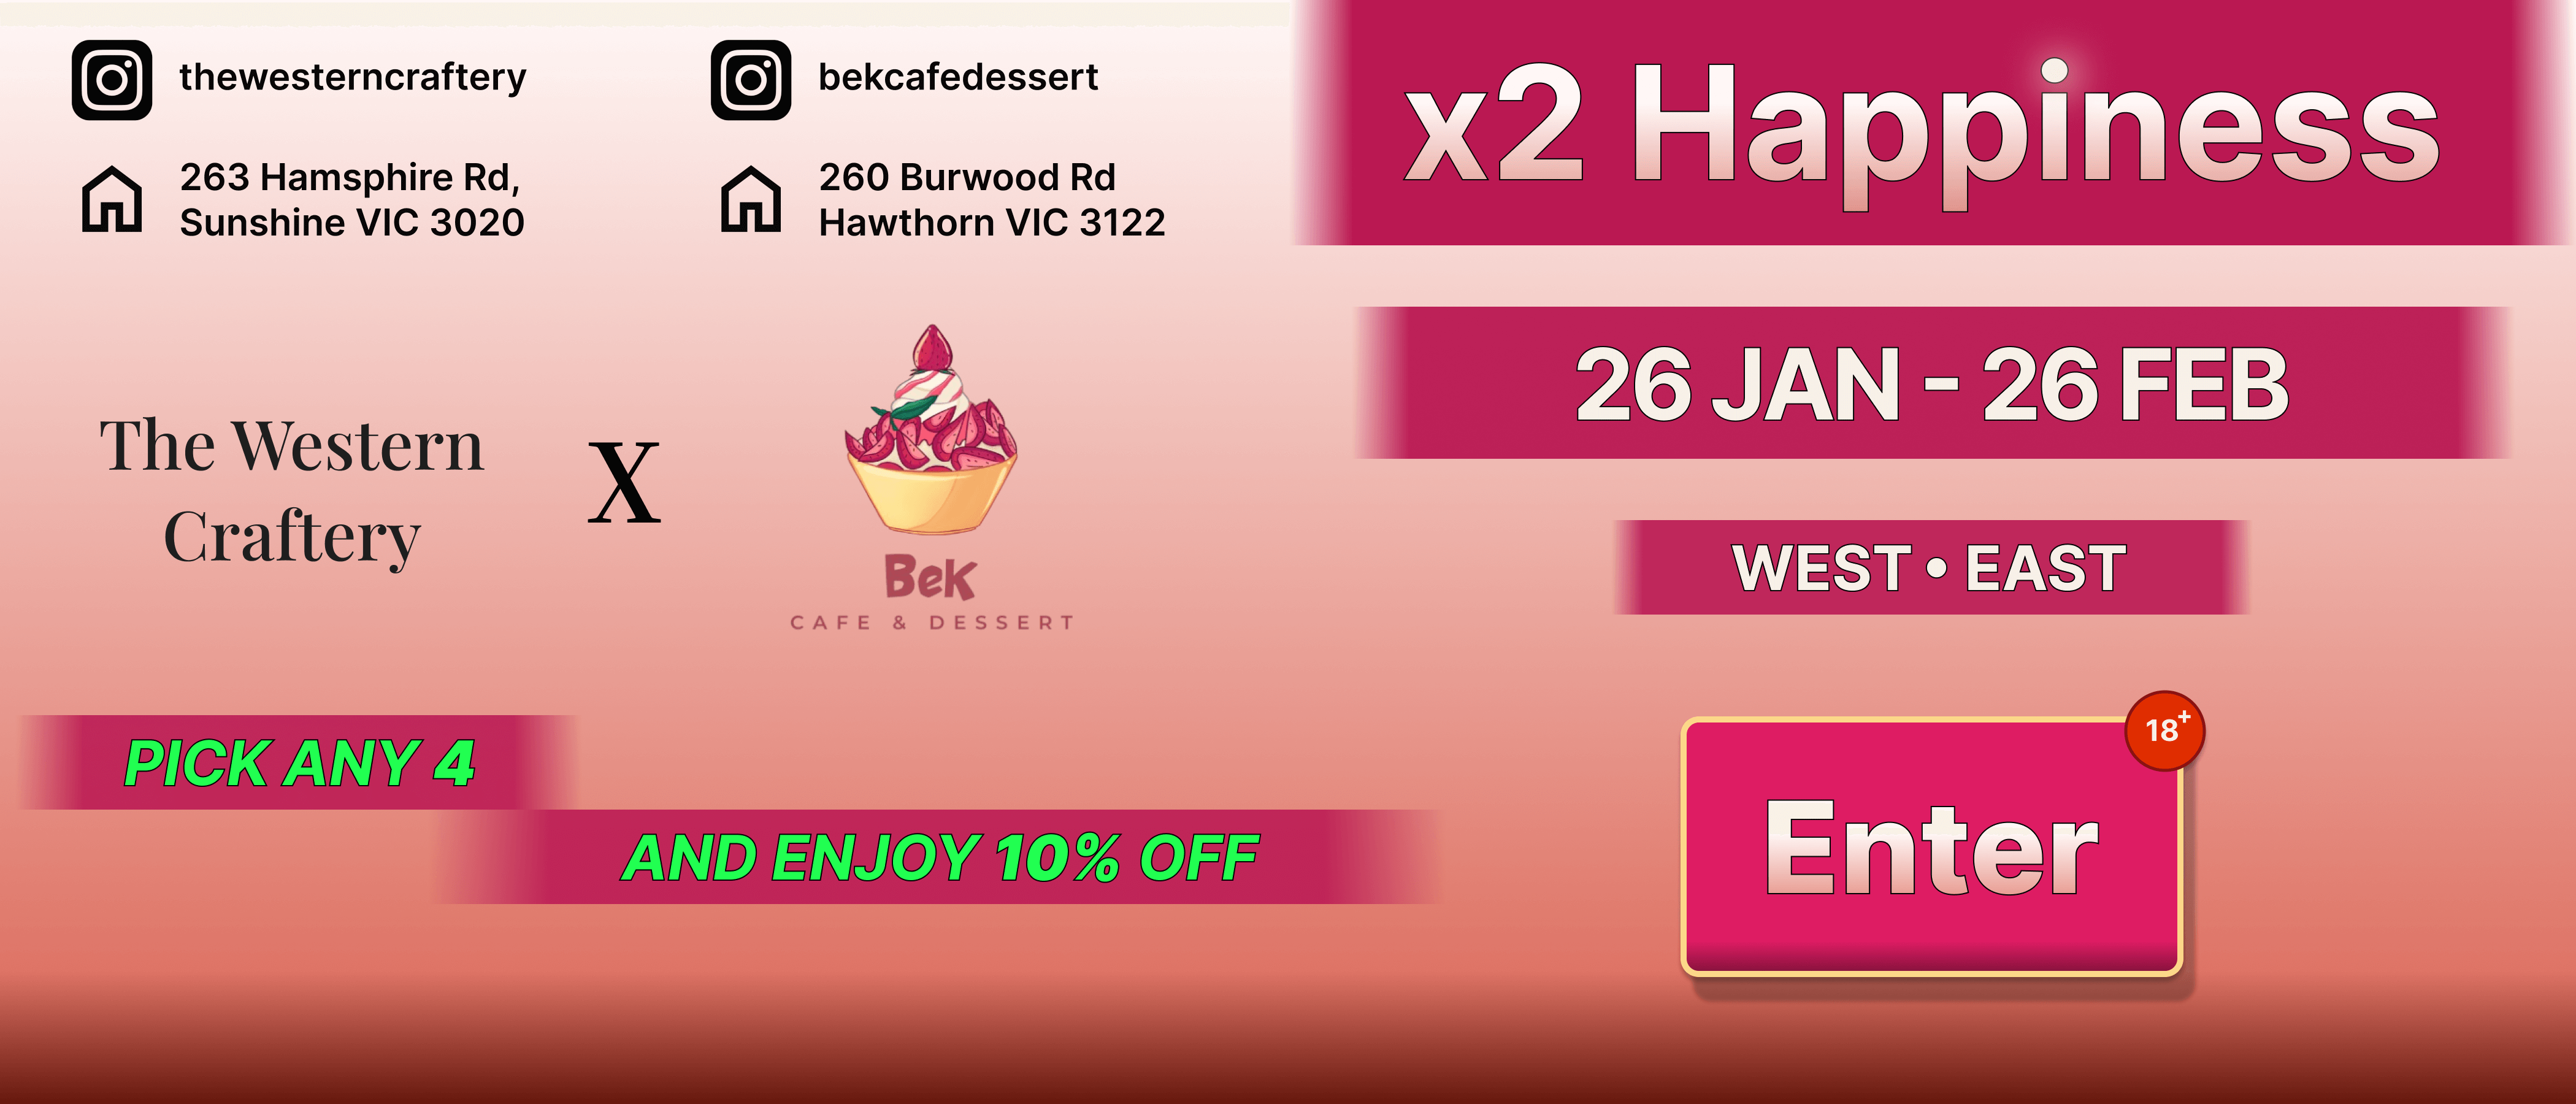 thewesterncraftery
263 Hamsphire Rd,
Sunshine VIC 3020
bekcafedessert
260 Burwood Rd
Hawthorn VIC 3122
x2 Happiness
26 JAN - 26 FEB
WEST • EAST
The Western
Craftery
X
Bek
CAFE & DESSERT
PICK ANY 4
AND ENJOY 10% OFF
18+
Enter